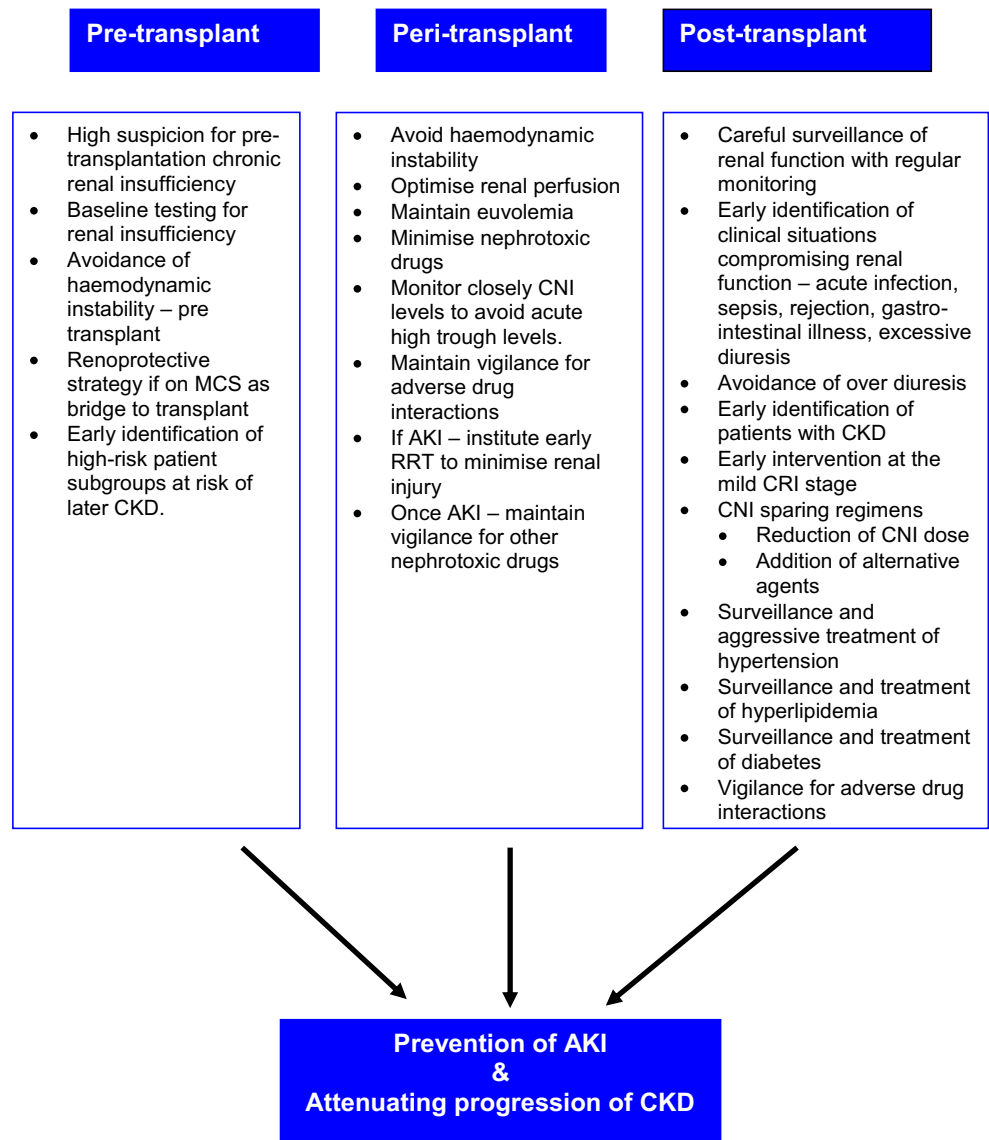 Pre-transplant
• High suspicion for pre-
transplantation chronic
renal insufficiency
• Baseline testing for
renal insufficiency
• Avoidance of
haemodynamic
instability – pre
transplant
• Renoprotective
strategy if on MCS as
bridge to transplant
• Early identification of
high-risk patient
subgroups at risk of
later CKD.
Peri-transplant
• Avoid haemodynamic
instability
• Optimise renal perfusion
• Maintain euvolemia
• Minimise nephrotoxic
drugs
• Monitor closely CNI
levels to avoid acute
high trough levels.
• Maintain vigilance for
adverse drug
interactions
• If AKI – institute early
RRT to minimise renal
injury
• Once AKI – maintain
vigilance for other
nephrotoxic drugs
Post-transplant
• Careful surveillance of
renal function with regular
monitoring
• Early identification of
clinical situations
compromising renal
function – acute infection,
sepsis, rejection, gastro-
intestinal illness, excessive
diuresis
• Avoidance of over diuresis
• Early identification of
patients with CKD
• Early intervention at the
mild CRI stage
• CNI sparing regimens
• Reduction of CNI dose
• Addition of alternative
agents
• Surveillance and
aggressive treatment of
hypertension
• Surveillance and treatment
of hyperlipidemia
• Surveillance and treatment
of diabetes
• Vigilance for adverse drug
interactions
Prevention of AKI
&
Attenuating progression of CKD